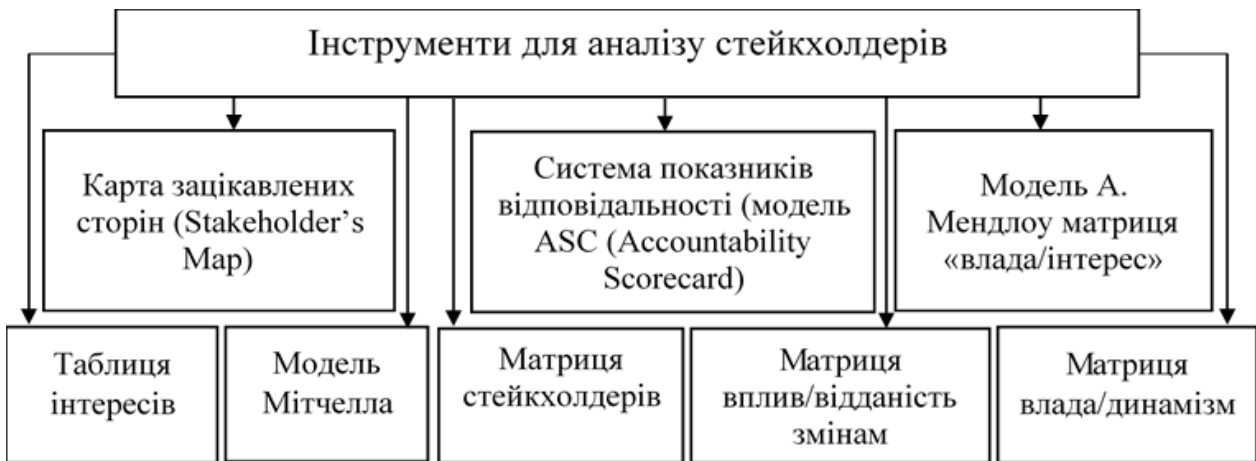 Інструменти для аналізу стейкхолдерів
Карта зацікавлених
сторін (Stakeholder’s
Map)
Система показників
відповідальності (модель
ASC (Accountability
Scorecard)
Модель А.
Мендлоу матриця
«влада/інтерес»
Таблиця
інтересів
Модель
Мітчелла
Матриця
стейкхолдерів
Матриця
вплив/відданість
змінам
Матриця
влада/динамізм